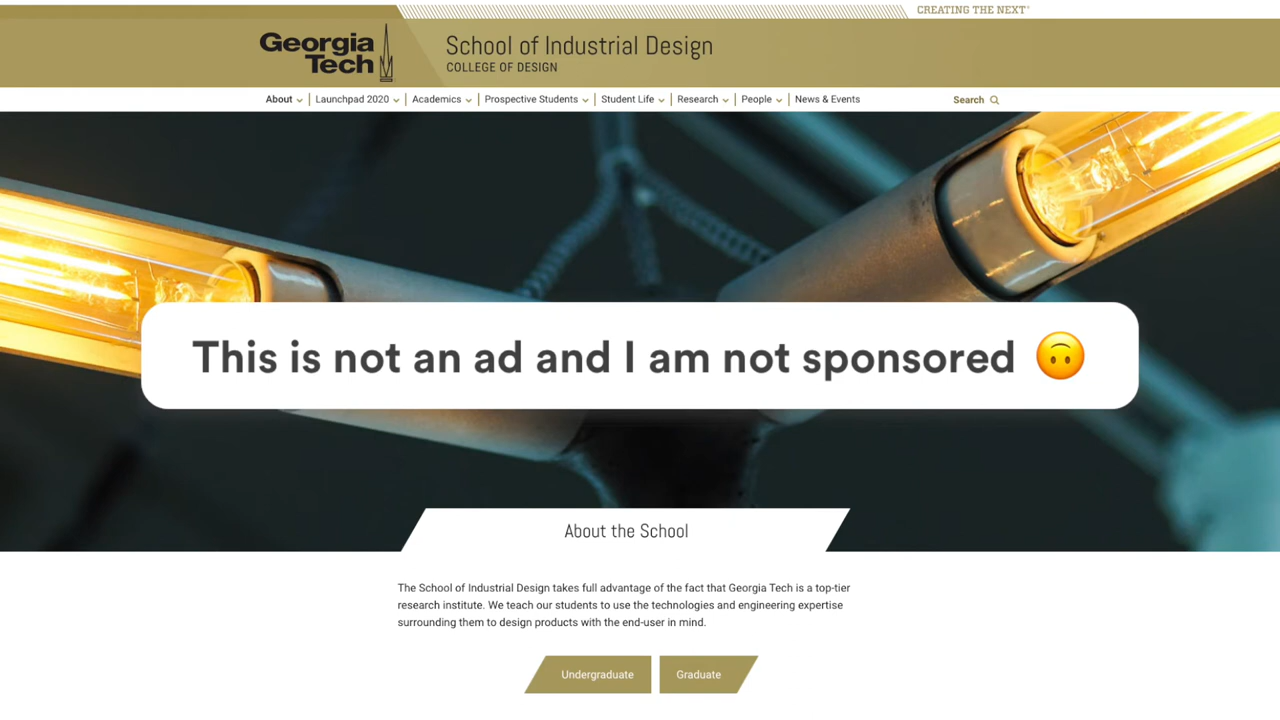 CREATING THE NEXT
Georgia
Tech
School of Industrial Design
COLLEGE OF DESIGN
About
Launchpad 2020
Academics
Prospective Students
Student Life
Research
People
News & Events
Search
This is not an ad and I am not sponsored 🙃
About the School
The School of Industrial Design takes full advantage of the fact that Georgia Tech is a top-tier
research institute. We teach our students to use the technologies and engineering expertise
surrounding them to design products with the end-user in mind.
Undergraduate
Graduate